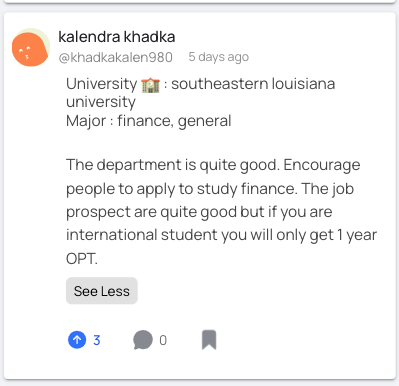 kalendra khadka
@khadkakalen980 5 days ago
University 🏫 : southeastern louisiana
university
Major : finance, general
The department is quite good. Encourage
people to apply to study finance. The job
prospect are quite good but if you are
international student you will only get 1 year
OPT.
See Less
3 0